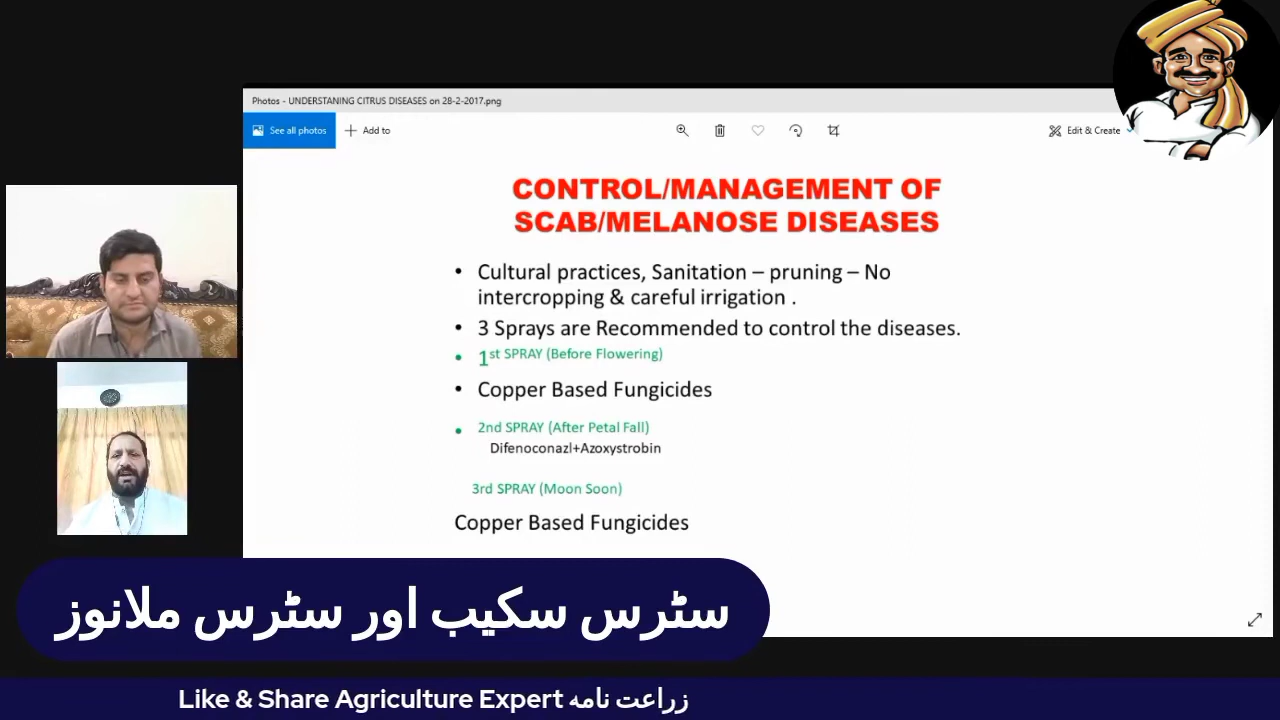 Photos - UNDERSTANING CITRUS DISEASES on 28-2-2017.png
See all photos
Add to
Edit & Create
CONTROL/MANAGEMENT OF
SCAB/MELANOSE DISEASES
• Cultural practices, Sanitation – pruning – No
intercropping & careful irrigation .
• 3 Sprays are Recommended to control the diseases.
• 1st SPRAY (Before Flowering)
• Copper Based Fungicides
• 2nd SPRAY (After Petal Fall)
Difenoconazl+Azoxystrobin
3rd SPRAY (Moon Soon)
Copper Based Fungicides
سٹرس سکیب اور سٹرس ملانوز
Like & Share Agriculture Expert زراعت نامہ